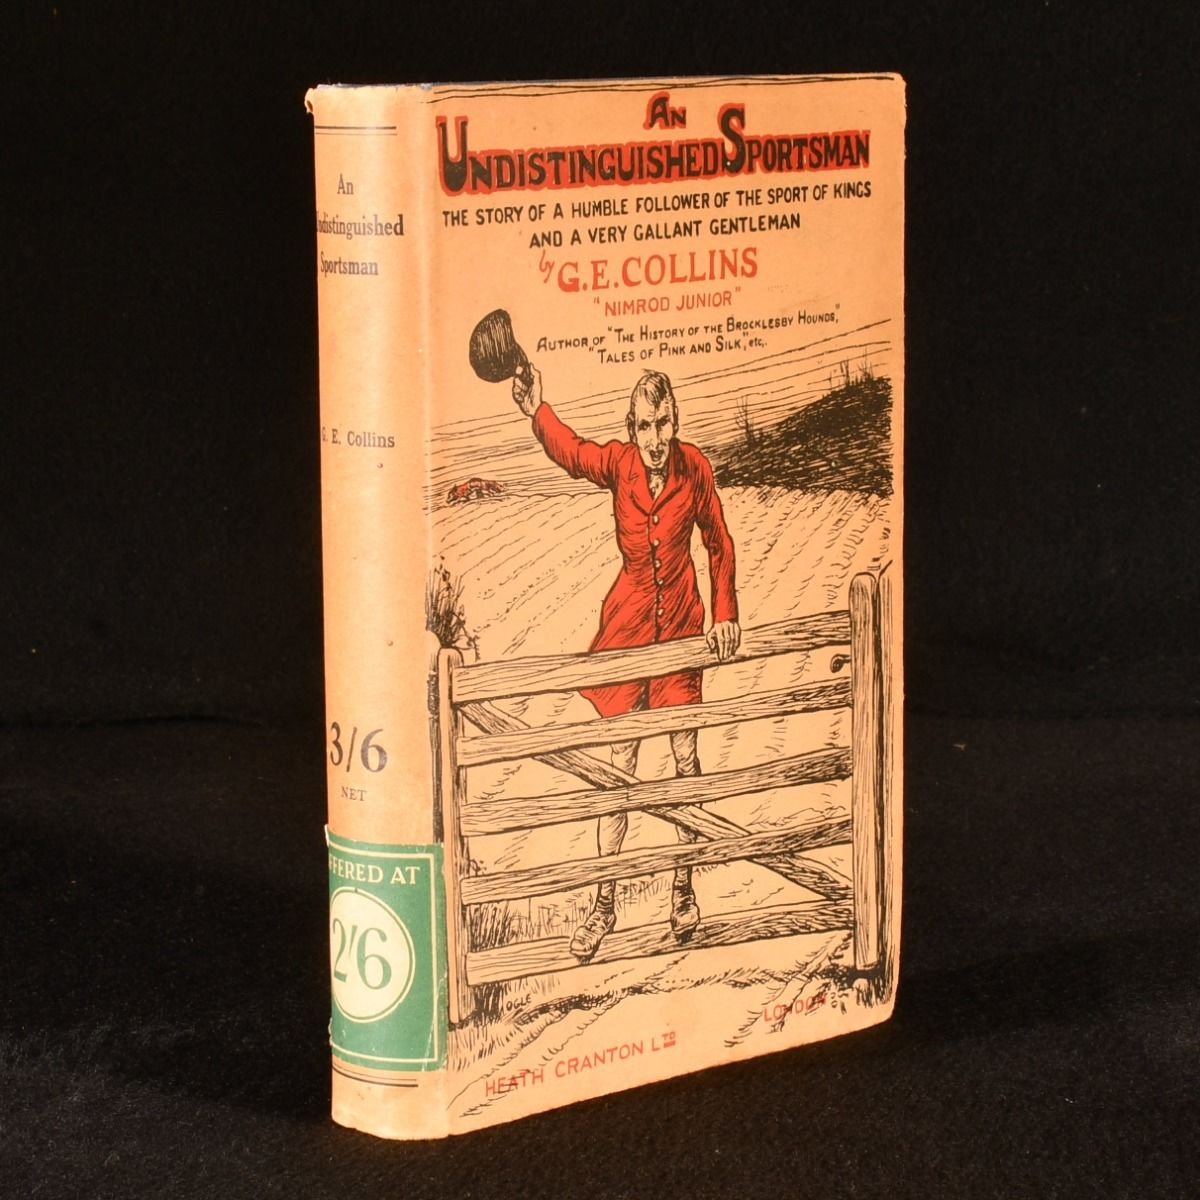 An
Undistinguished
Sportsman
G. E. Collins
3/6
NET
OFFERED AT
2'6
AN
UNDISTINGUISHED SPORTSMAN
THE STORY OF A HUMBLE FOLLOWER OF THE SPORT OF KINGS
AND A VERY GALLANT GENTLEMAN
by G.E. COLLINS
"NIMROD JUNIOR"
AUTHOR OF "THE HISTORY OF THE BROCKLESBY HOUNDS,"
"TALES OF PINK AND SILK," etc.
OGLE
HEATH CRANTON LTD
LONDON